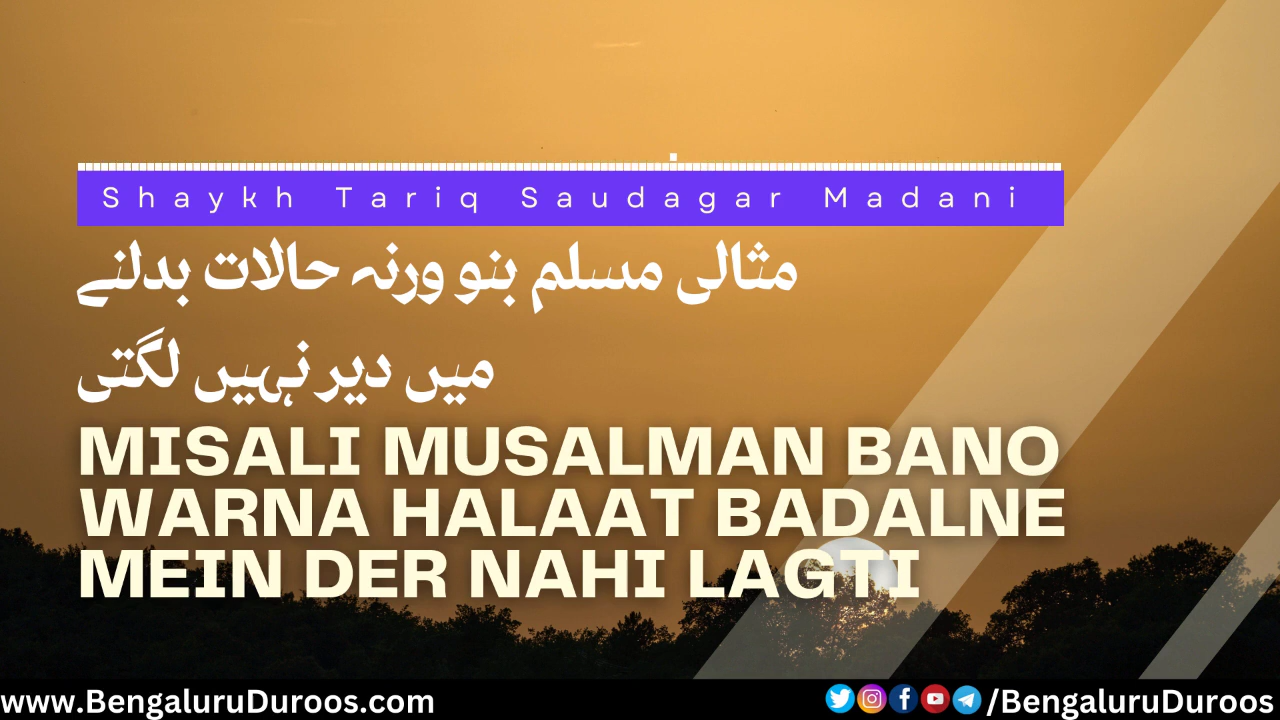 Shaykh Tariq Saudagar Madani
مثالی مسلم بنو ورنہ حالات بدلنے
میں دیر نہیں لگتی
MISALI MUSALMAN BANO
WARNA HALAAT BADALNE
MEIN DER NAHI LAGTI
www.BengaluruDuroos.com
/BengaluruDuroos